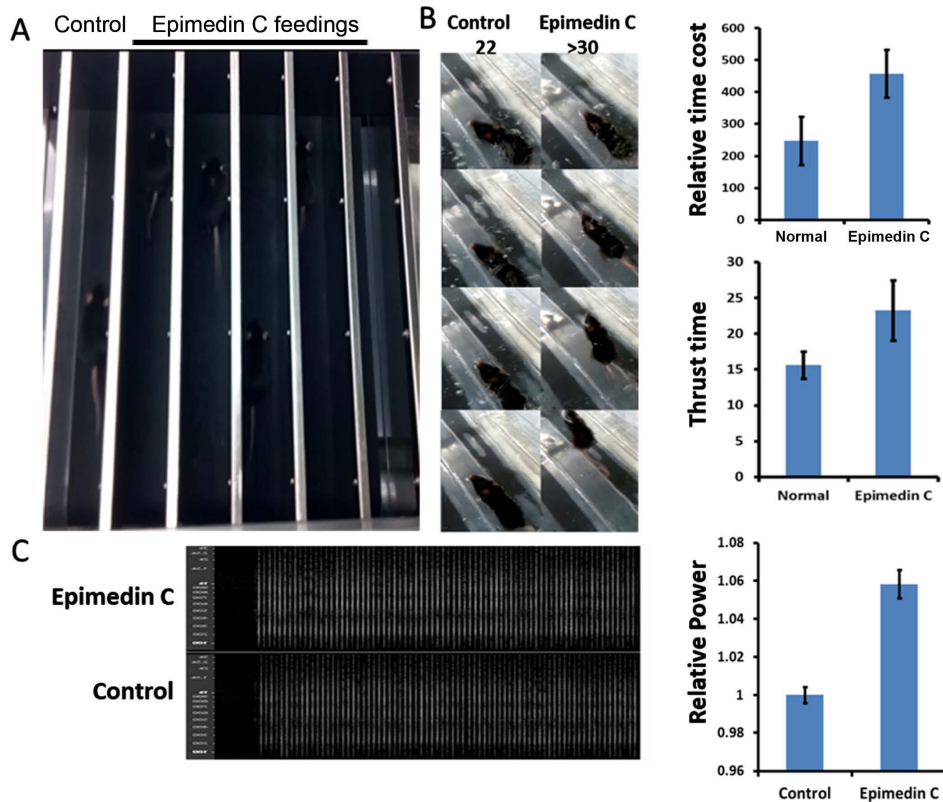 A
Control Epimedin C feedings
B
Control Epimedin C
22 >30
Relative time cost
600
500
400
300
200
100
0
Normal Epimedin C
Thrust time
30
25
20
15
10
5
0
Normal Epimedin C
C
Epimedin C
Control
Relative Power
1.08
1.06
1.04
1.02
1
0.98
0.96
Control Epimedin C